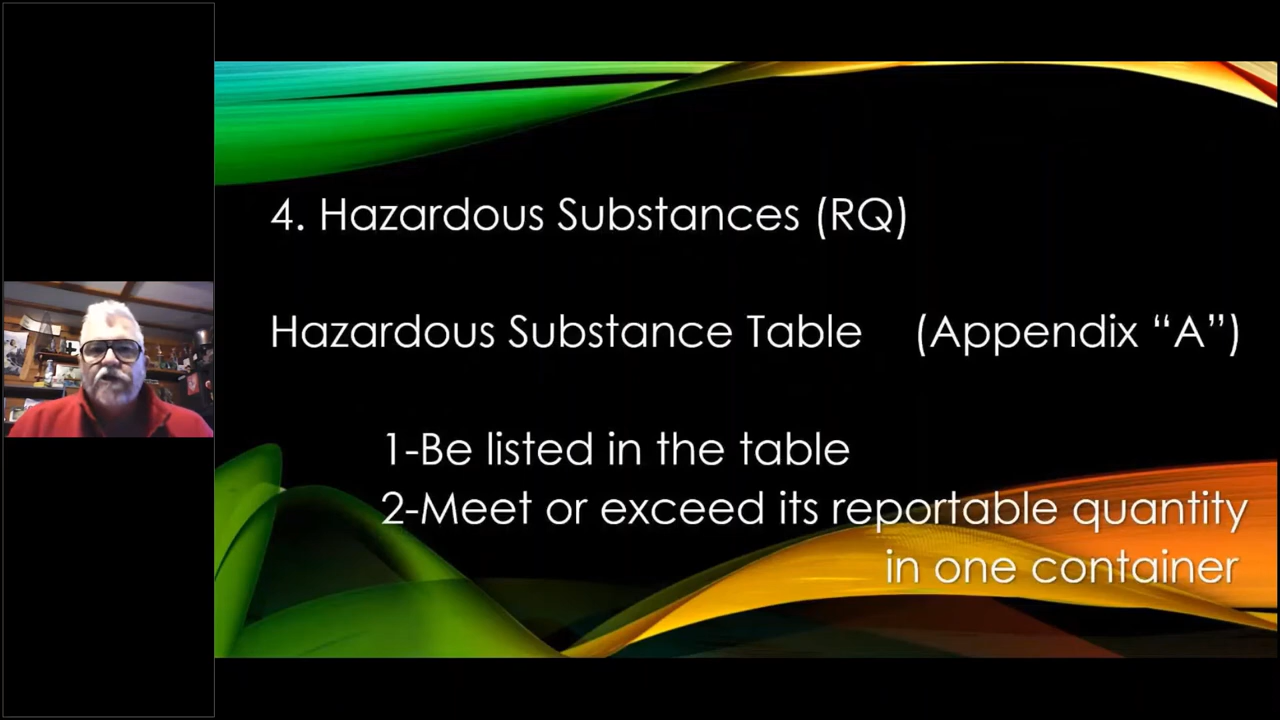 4. Hazardous Substances (RQ)
Hazardous Substance Table (Appendix “A”)
1-Be listed in the table
2-Meet or exceed its reportable quantity
in one container